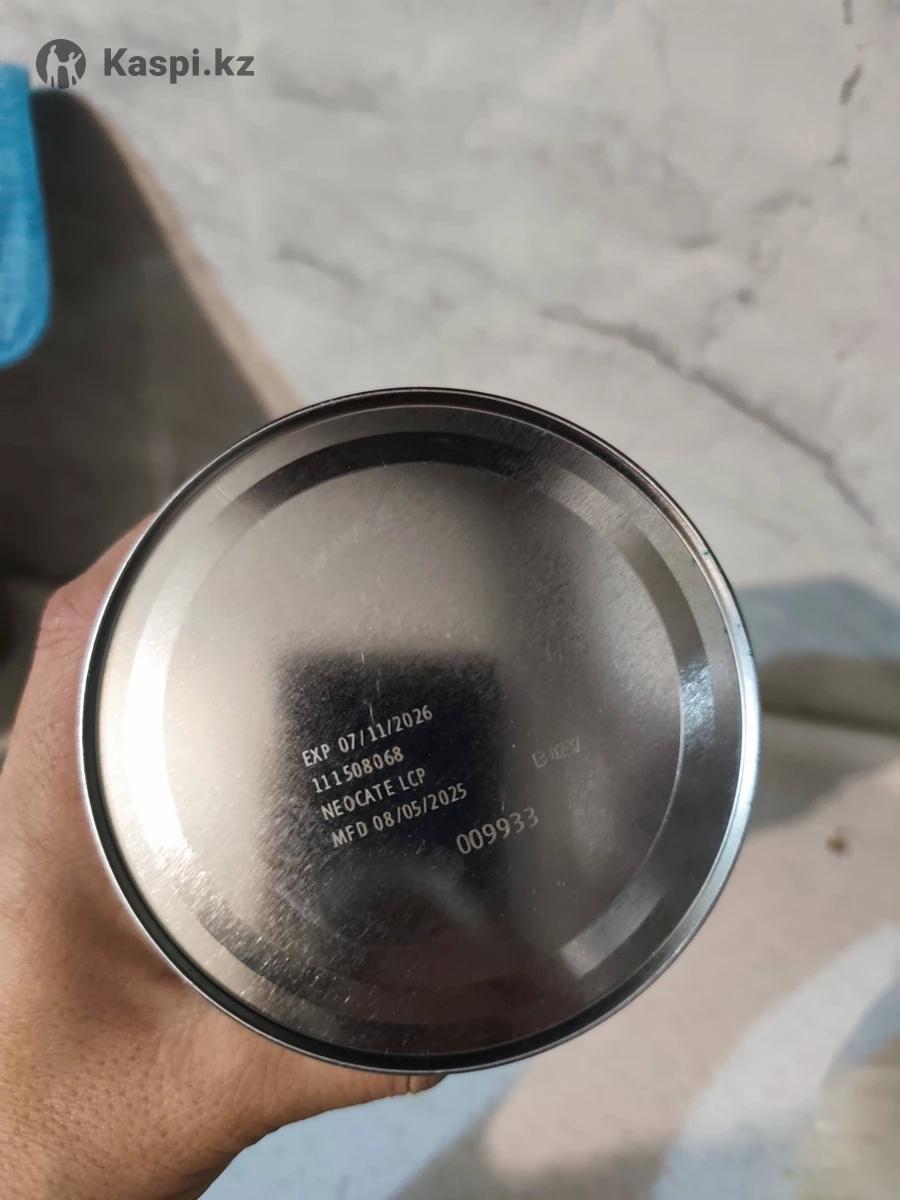 Kaspi.kz
EXP 07/11/2026
111508068
NEOCATE LCP
MFD 08/05/2025
009933